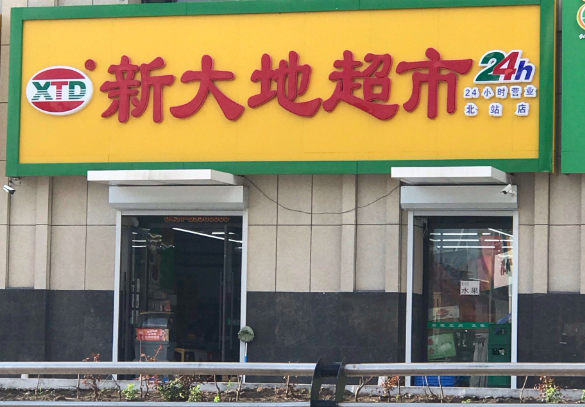 XTD
新大地超市
24h
24小时营业
北站店
水果